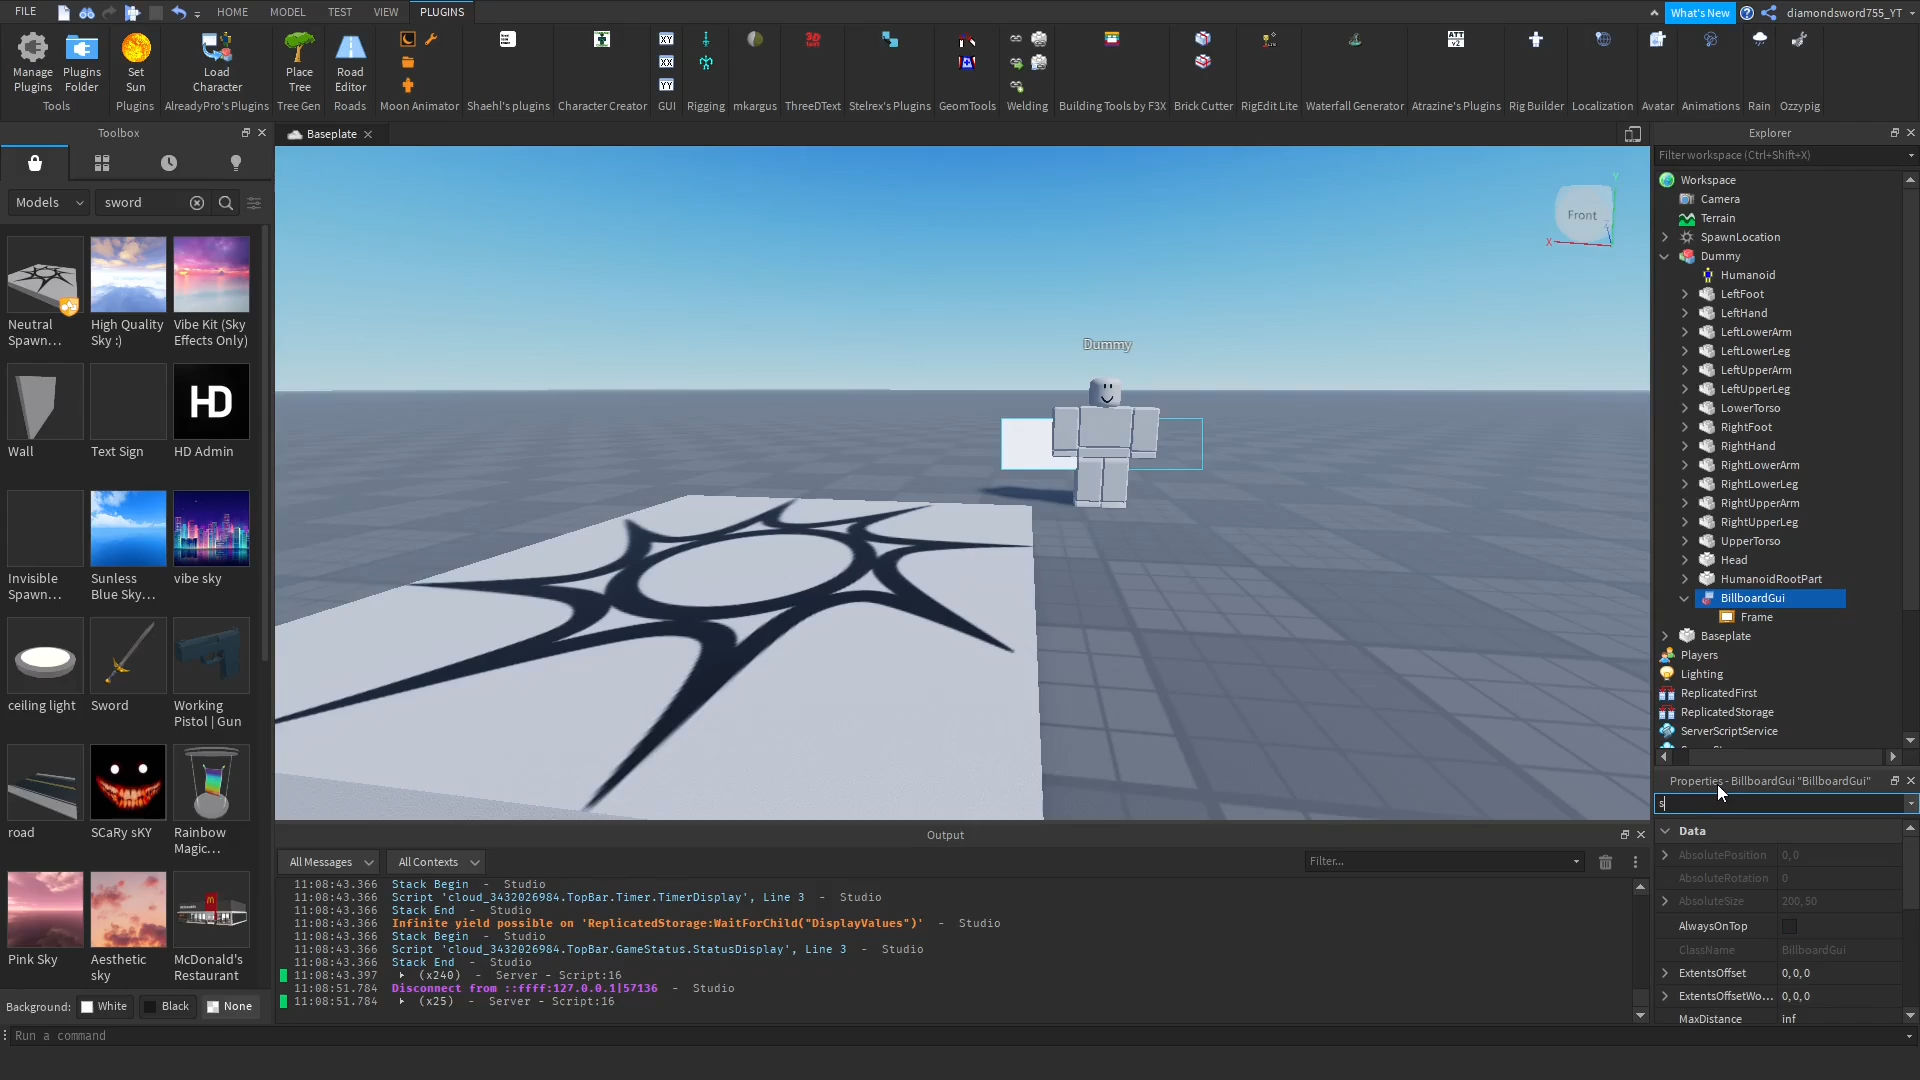 FILE
HOME
MODEL
TEST
VIEW
PLUGINS
What's New
diamondsword755_YT
Manage Plugins
Plugins Folder
Set Sun
Load Character
Place Tree
Road Editor
XY
XX
YY
3D
ATT V2
Tools
Plugins
AlreadyPro's Plugins
Tree Gen
Roads
Moon Animator
Shaehl's plugins
Character Creator
GUI
Rigging
mkargus
ThreeDText
Stelrex's Plugins
GeomTools
Welding
Building Tools by F3X
Brick Cutter
RigEdit Lite
Waterfall Generator
Atrazine's Plugins
Rig Builder
Localization
Avatar
Animations
Rain
Ozzypig
Toolbox
Models
sword
Neutral Spawn...
High Quality Sky :)
Vibe Kit (Sky Effects Only)
Wall
Text Sign
HD
HD Admin
Invisible Spawn...
Sunless Blue Sky...
vibe sky
ceiling light
Sword
Working Pistol | Gun
road
SCaRy sKY
Rainbow Magic...
Pink Sky
Aesthetic sky
McDonald's Restaurant
Background:
White
Black
None
Baseplate
Dummy
Front
X
Y
Output
All Messages
All Contexts
Filter...
11:08:43.366 Stack Begin - Studio
11:08:43.366 Script 'cloud_3432026984.TopBar.Timer.TimerDisplay', Line 3 - Studio
11:08:43.366 Stack End - Studio
11:08:43.366 Infinite yield possible on 'ReplicatedStorage:WaitForChild("DisplayValues")' - Studio
11:08:43.366 Stack Begin - Studio
11:08:43.366 Script 'cloud_3432026984.TopBar.GameStatus.StatusDisplay', Line 3 - Studio
11:08:43.366 Stack End - Studio
11:08:43.397 (x240) - Server - Script:16
11:08:51.784 Disconnect from ::ffff:127.0.0.1|57136 - Studio
11:08:51.784 (x25) - Server - Script:16
Run a command
Explorer
Filter workspace (Ctrl+Shift+X)
Workspace
Camera
Terrain
SpawnLocation
Dummy
Humanoid
LeftFoot
LeftHand
LeftLowerArm
LeftLowerLeg
LeftUpperArm
LeftUpperLeg
LowerTorso
RightFoot
RightHand
RightLowerArm
RightLowerLeg
RightUpperArm
RightUpperLeg
UpperTorso
Head
HumanoidRootPart
BillboardGui
Frame
Baseplate
Players
Lighting
ReplicatedFirst
ReplicatedStorage
ServerScriptService
Properties - BillboardGui "BillboardGui"
s
Data
AbsolutePosition 0, 0
AbsoluteRotation 0
AbsoluteSize 200, 50
AlwaysOnTop
ClassName BillboardGui
ExtentsOffset 0, 0, 0
ExtentsOffsetWo... 0, 0, 0
MaxDistance inf